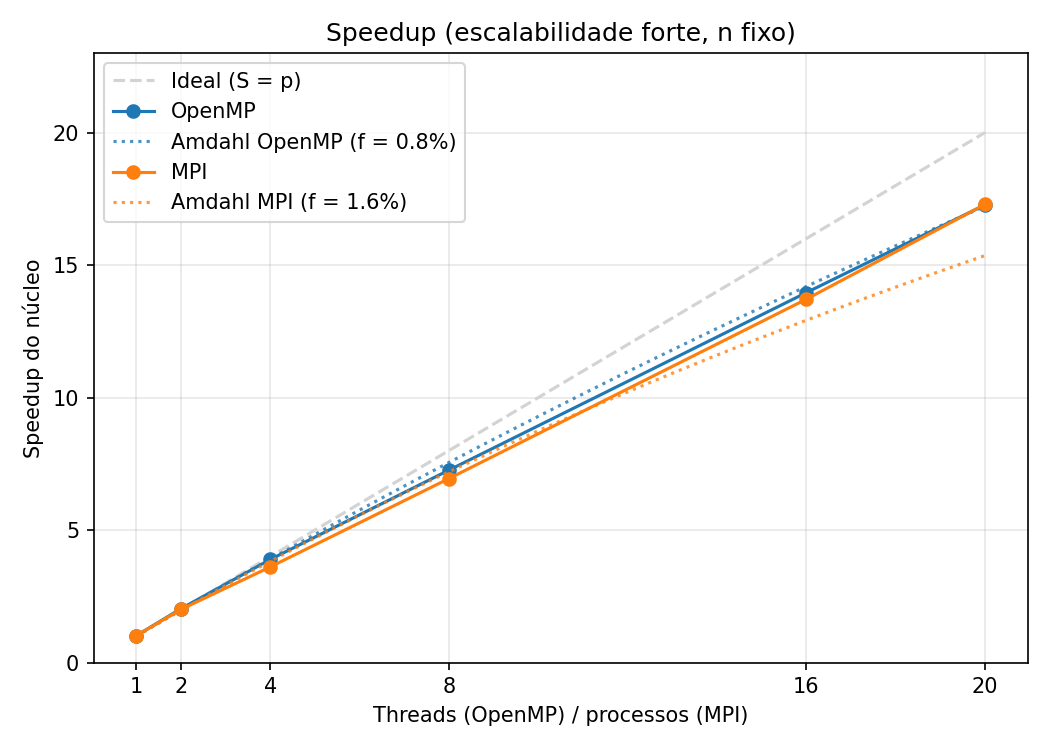 Speedup (escalabilidade forte, n fixo)
Ideal (S = p)
OpenMP
Amdahl OpenMP (f = 0.8%)
MPI
Amdahl MPI (f = 1.6%)
Speedup do núcleo
20
15
10
5
0
1 2 4 8 16 20
Threads (OpenMP) / processos (MPI)